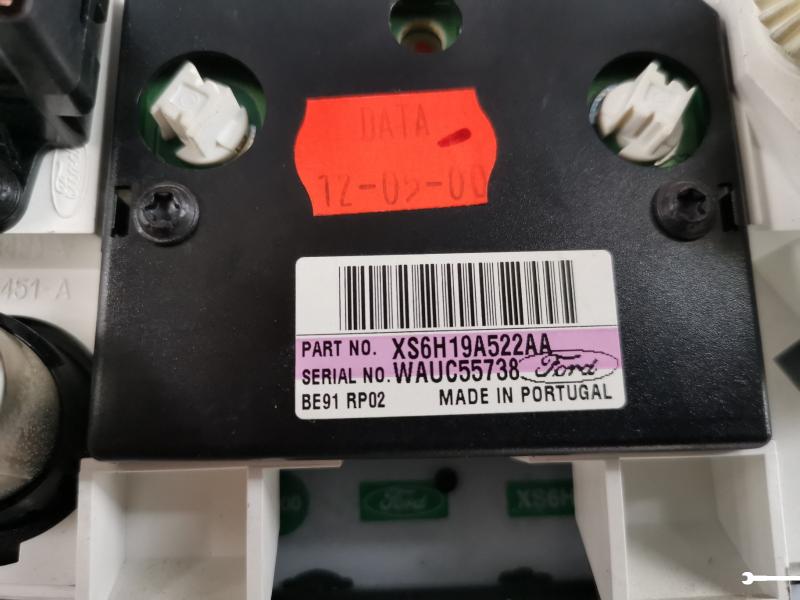 DATA
12-05-00
Ford
451-A
PART NO. XS6H19A522AA
SERIAL NO. WAUC55738 Ford
BE91 RP02 MADE IN PORTUGAL
Ford XS6H